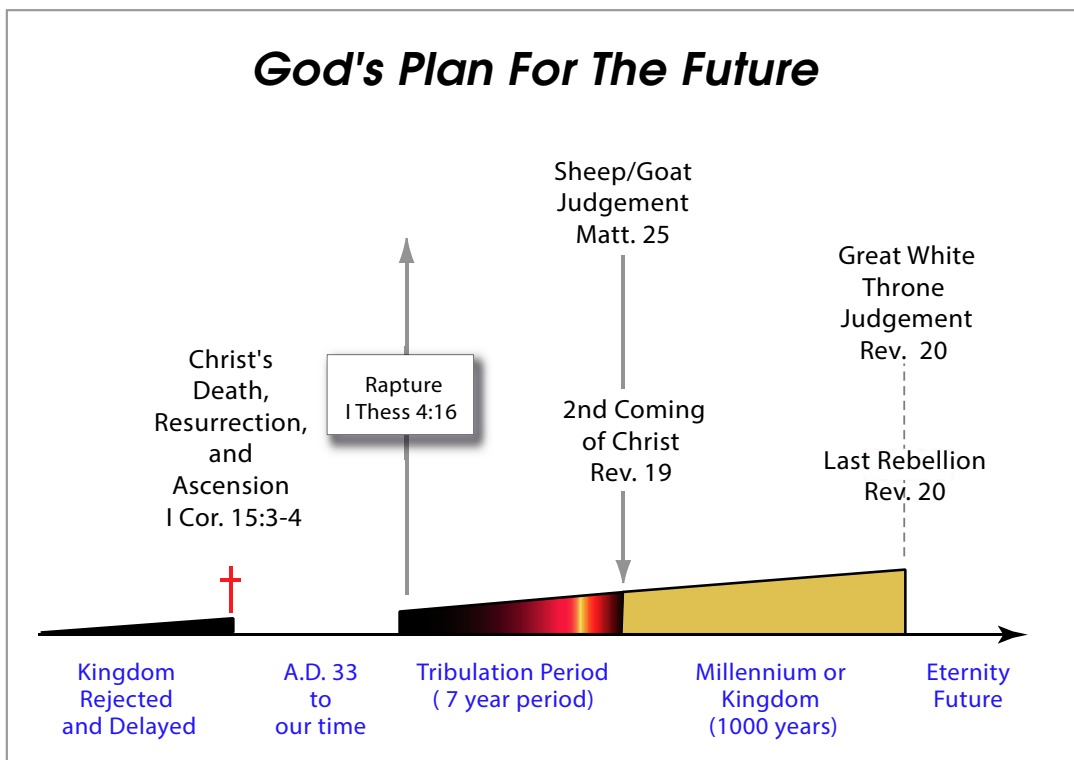 God's Plan For The Future
Sheep/Goat
Judgement
Matt. 25
Great White
Throne
Judgement
Rev. 20
Christ's
Death,
Resurrection,
and
Ascension
I Cor. 15:3-4
Rapture
I Thess 4:16
2nd Coming
of Christ
Rev. 19
Last Rebellion
Rev. 20
Kingdom
Rejected
and Delayed
A.D. 33
to
our time
Tribulation Period
( 7 year period)
Millennium or
Kingdom
(1000 years)
Eternity
Future